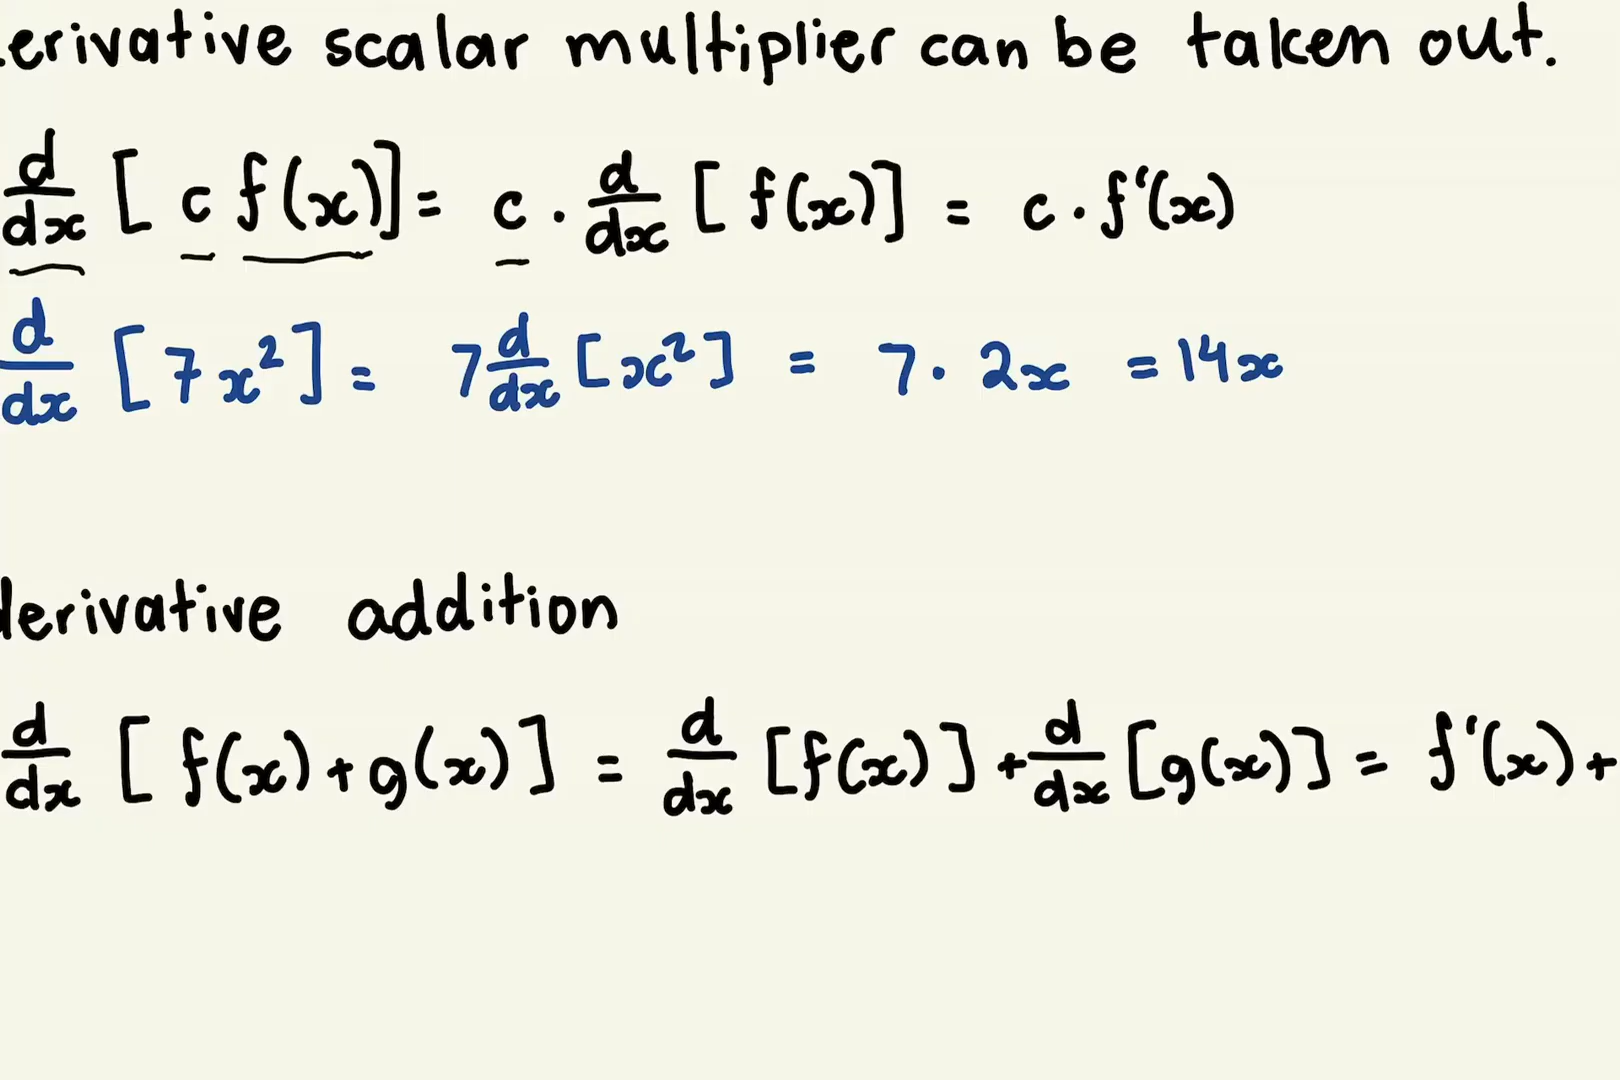 erivative scalar multiplier can be taken out.
d/dx [ c f(x)] = c · d/dx [ f(x)] = c · f'(x)
d/dx [7x²] = 7 d/dx [x²] = 7 · 2x = 14x
derivative addition
d/dx [ f(x) + g(x)] = d/dx [f(x)] + d/dx [g(x)] = f'(x) +